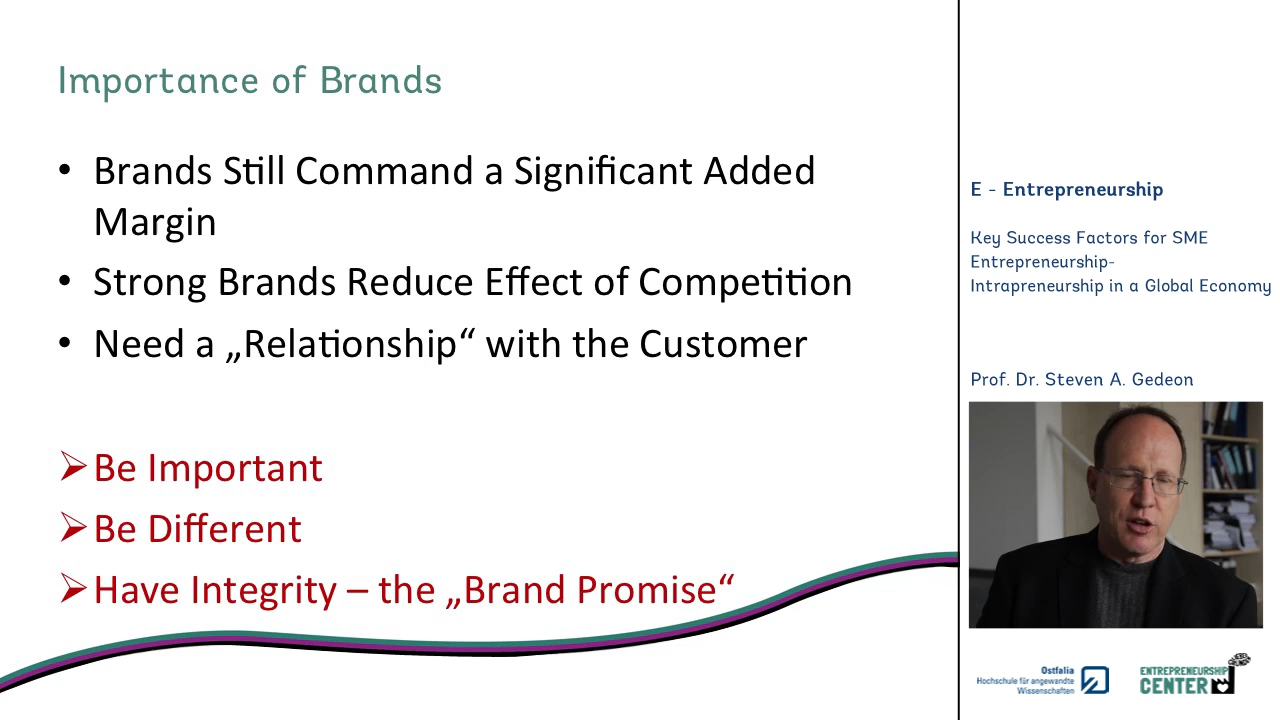 Importance of Brands
• Brands Still Command a Significant Added
Margin
• Strong Brands Reduce Effect of Competition
• Need a „Relationship“ with the Customer
➢ Be Important
➢ Be Different
➢ Have Integrity – the „Brand Promise“
E - Entrepreneurship
Key Success Factors for SME
Entrepreneurship-
Intrapreneurship in a Global Economy
Prof. Dr. Steven A. Gedeon
Ostfalia
Hochschule für angewandte
Wissenschaften
ENTREPRENEURSHIP
CENTER